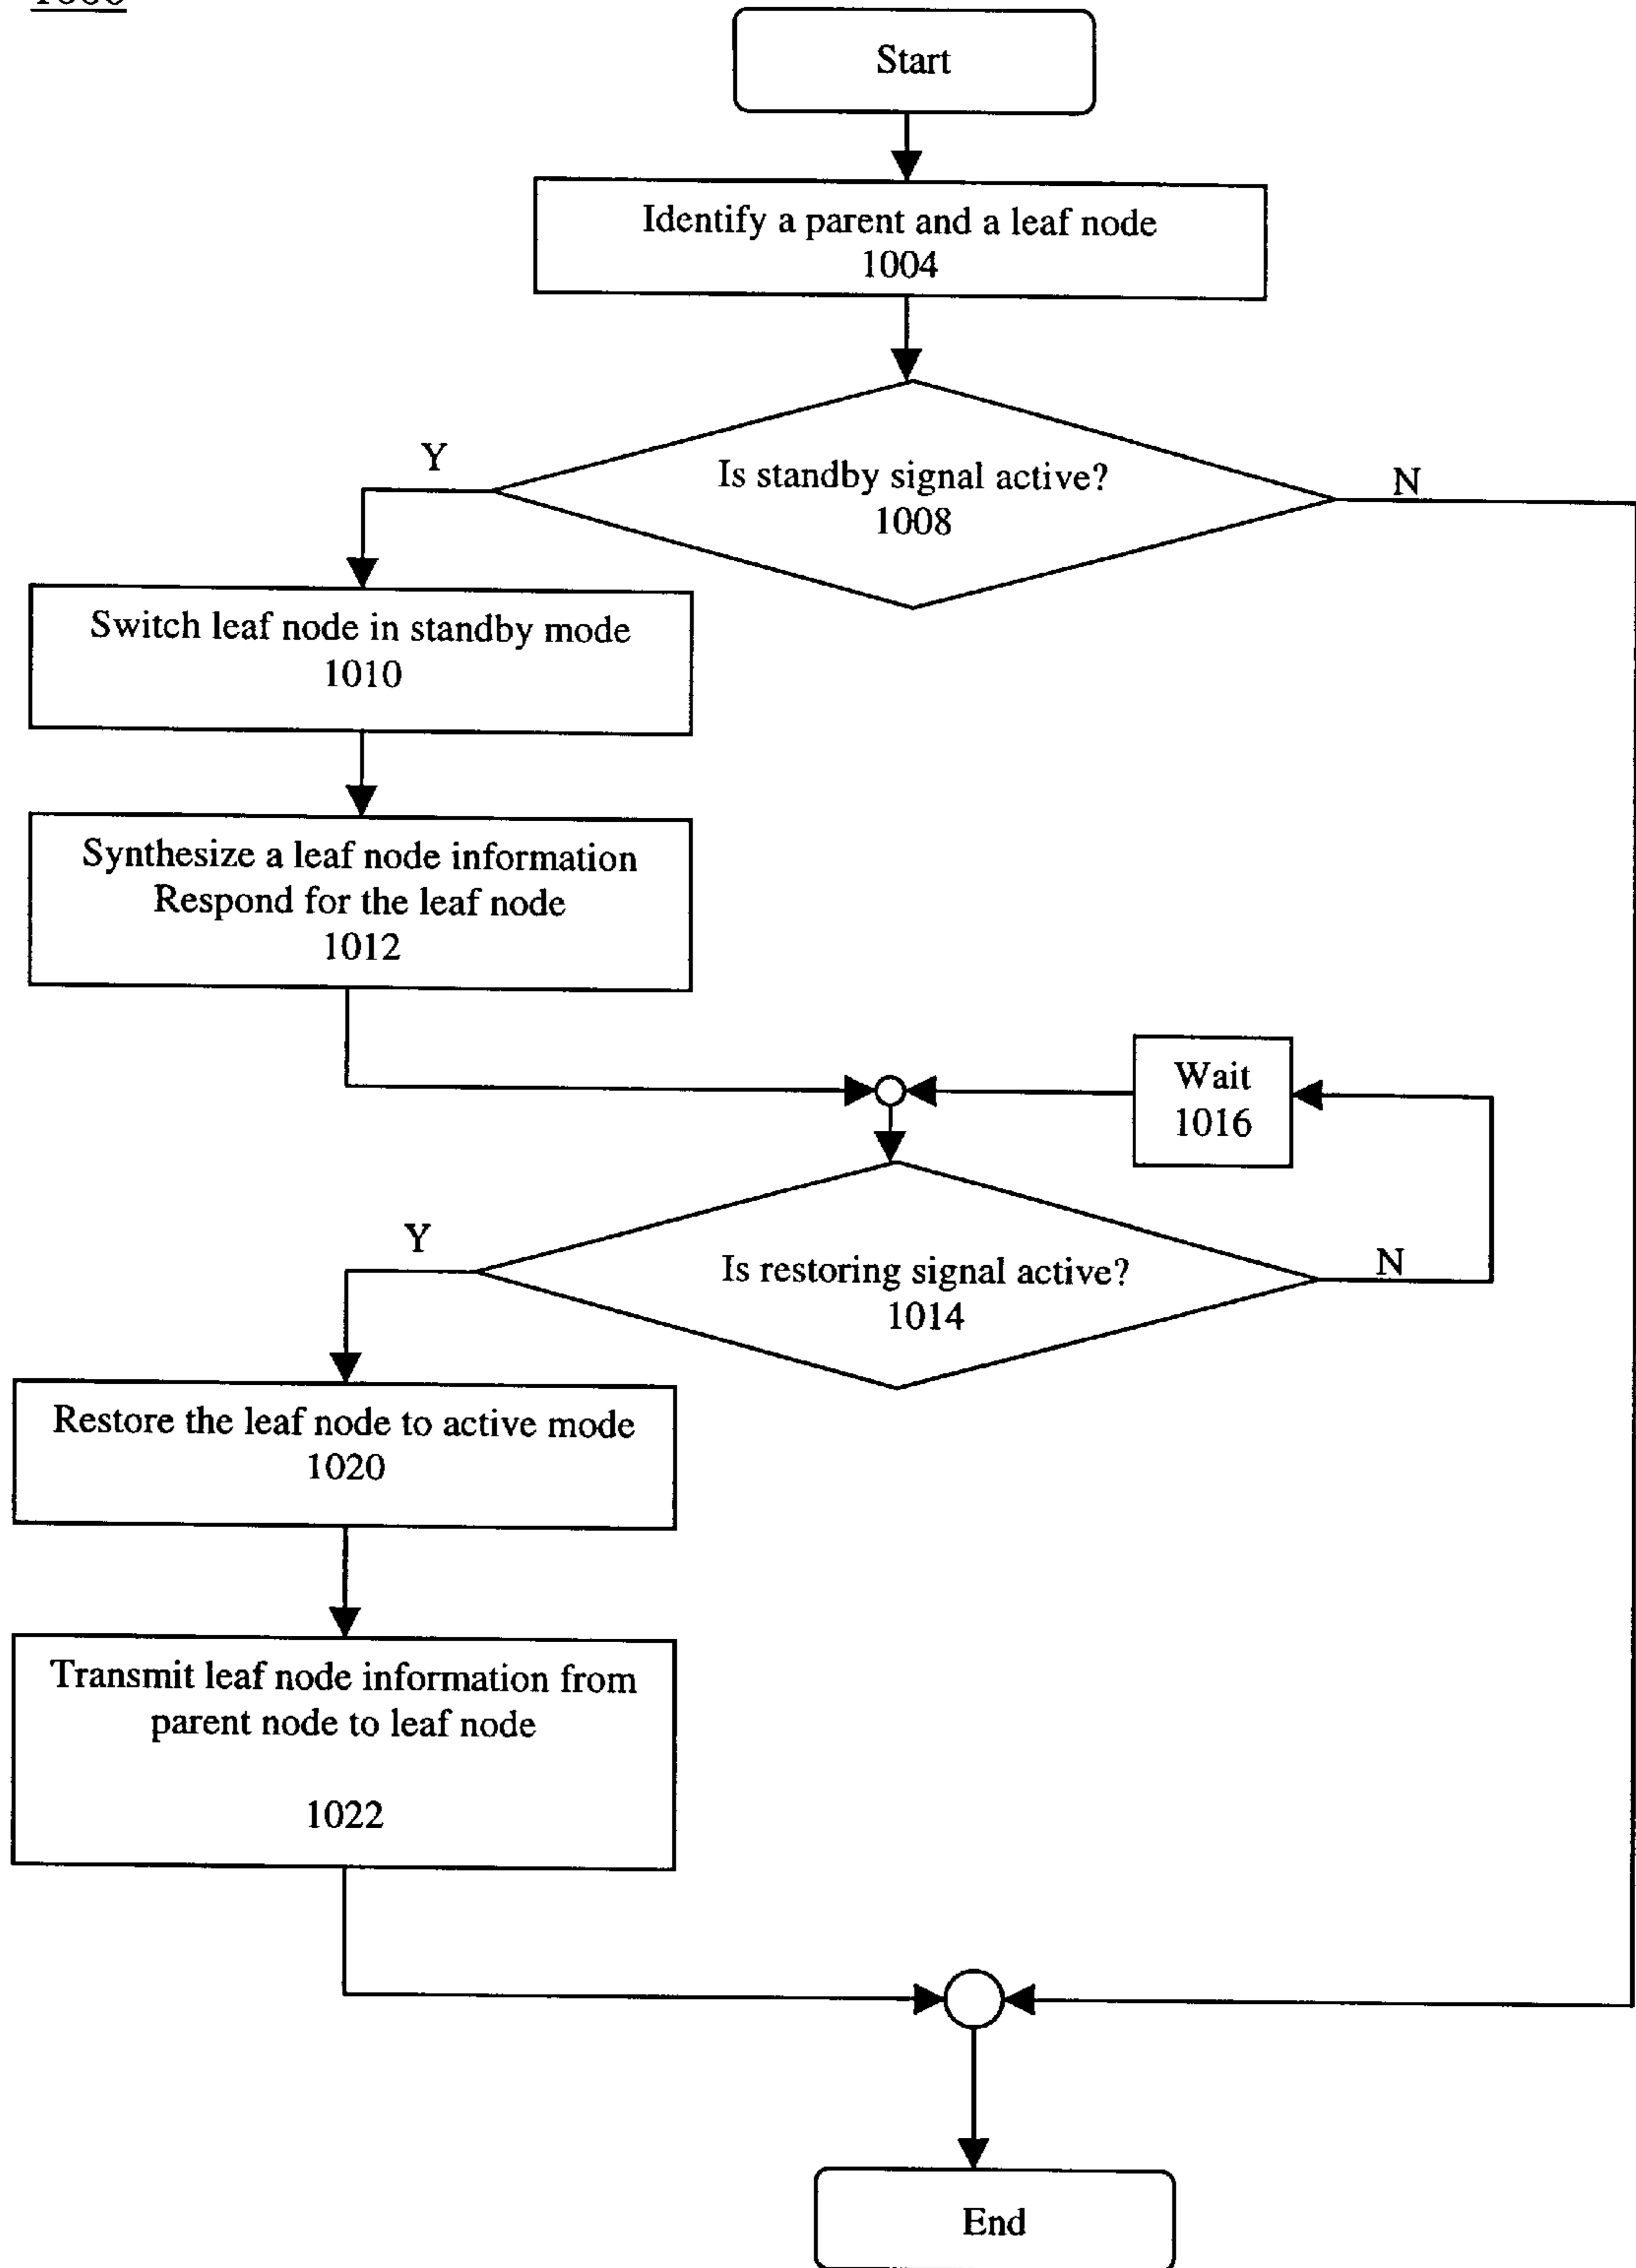 Start
Identify a parent and a leaf node
1004
Is standby signal active?
1008
Y
N
Switch leaf node in standby mode
1010
Synthesize a leaf node information
Respond for the leaf node
1012
Wait
1016
Is restoring signal active?
1014
Y
N
Restore the leaf node to active mode
1020
Transmit leaf node information from
parent node to leaf node
1022
End